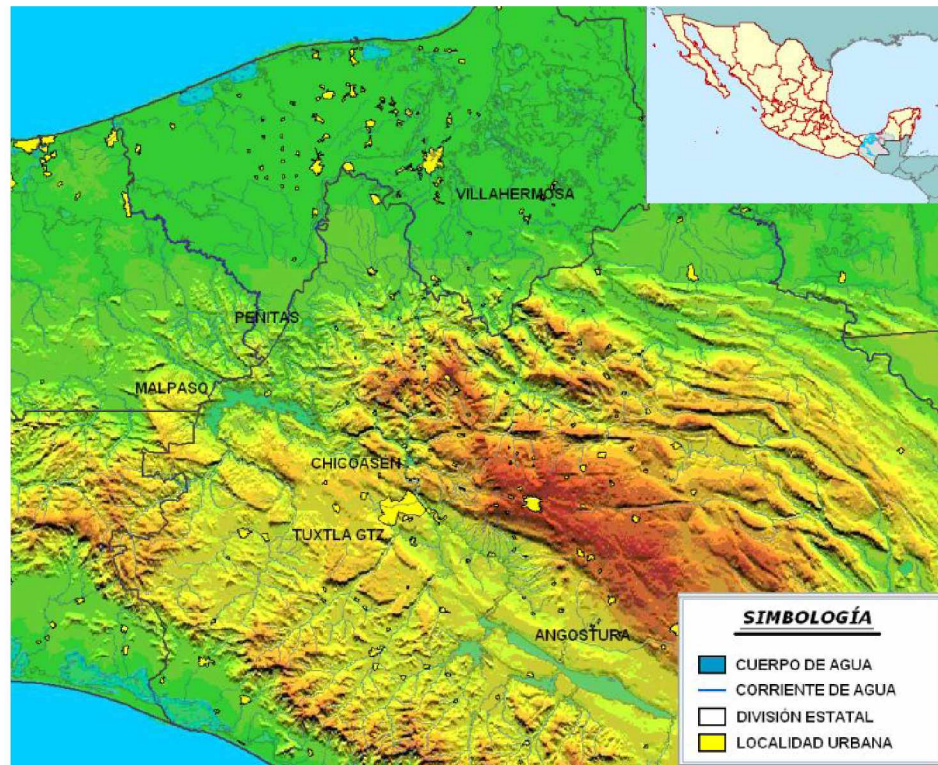 VILLAHERMOSA
PEÑITAS
MALPASO
CHICOASEN
TUXTLA GTZ.
ANGOSTURA
SIMBOLOGÍA
CUERPO DE AGUA
CORRIENTE DE AGUA
DIVISIÓN ESTATAL
LOCALIDAD URBANA